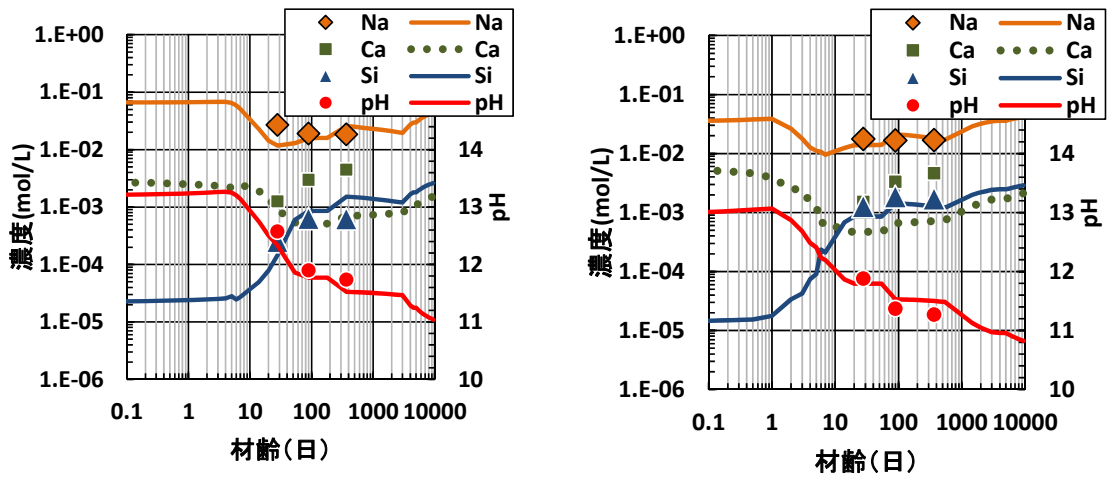 Na Na
Ca Ca
Si Si
pH pH
1.E+00
1.E-01
1.E-02
1.E-03
1.E-04
1.E-05
1.E-06
濃度(mol/L)
14
13
12
11
10
pH
0.1 1 10 100 1000 10000
材齢(日)
Na Na
Ca Ca
Si Si
pH pH
1.E+00
1.E-01
1.E-02
1.E-03
1.E-04
1.E-05
1.E-06
濃度(mol/L)
14
13
12
11
10
pH
0.1 1 10 100 1000 10000
材齢(日)